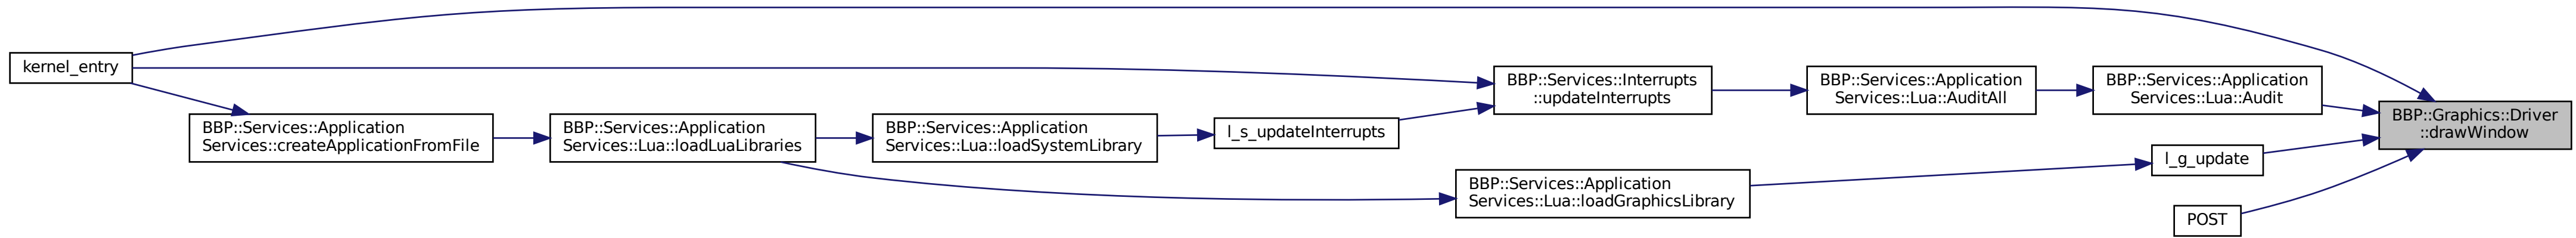 kernel_entry
BBP::Services::Application
Services::createApplicationFromFile
BBP::Services::Application
Services::Lua::loadLuaLibraries
BBP::Services::Application
Services::Lua::loadSystemLibrary
l_s_updateInterrupts
BBP::Services::Interrupts
::updateInterrupts
BBP::Services::Application
Services::Lua::loadGraphicsLibrary
BBP::Services::Application
Services::Lua::AuditAll
BBP::Services::Application
Services::Lua::Audit
l_g_update
POST
BBP::Graphics::Driver
::drawWindow